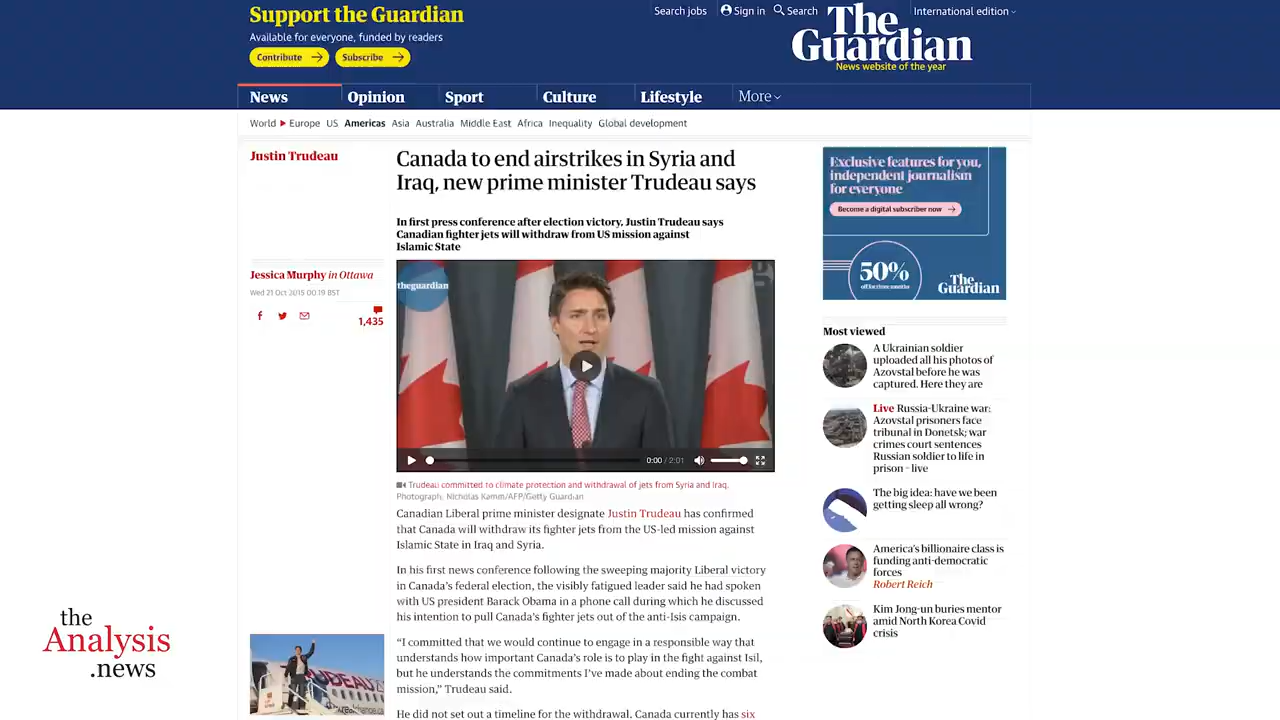 Support the Guardian
Available for everyone, funded by readers
Contribute
Subscribe
Search jobs
Sign in
Search
International edition
The
Guardian
News website of the year
News
Opinion
Sport
Culture
Lifestyle
More
World
Europe
US
Americas
Asia
Australia
Middle East
Africa
Inequality
Global development
Justin Trudeau
Canada to end airstrikes in Syria and
Iraq, new prime minister Trudeau says
In first press conference after election victory, Justin Trudeau says
Canadian fighter jets will withdraw from US mission against
Islamic State
Jessica Murphy in Ottawa
Wed 21 Oct 2015 00.19 BST
1,435
theguardian
0:00 / 2:01
Trudeau committed to climate protection and withdrawal of jets from Syria and Iraq.
Photograph: Nicholas Kamm/AFP/Getty Guardian
Canadian Liberal prime minister designate Justin Trudeau has confirmed
that Canada will withdraw its fighter jets from the US-led mission against
Islamic State in Iraq and Syria.
In his first news conference following the sweeping majority Liberal victory
in Canada's federal election, the visibly fatigued leader said he had spoken
with US president Barack Obama in a phone call during which he discussed
his intention to pull Canada's fighter jets out of the anti-Isis campaign.
“I committed that we would continue to engage in a responsible way that
understands how important Canada's role is to play in the fight against Isil,
but he understands the commitments I've made about ending the combat
mission,” Trudeau said.
He did not set out a timeline for the withdrawal. Canada currently has six
Exclusive features for you,
independent journalism
for everyone
Become a digital subscriber now
50%
off for three months
The
Guardian
Most viewed
A Ukrainian soldier
uploaded all his photos of
Azovstal before he was
captured. Here they are
Live Russia-Ukraine war:
Azovstal prisoners face
tribunal in Donetsk; war
crimes court sentences
Russian soldier to life in
prison – live
The big idea: have we been
getting sleep all wrong?
America's billionaire class is
funding anti-democratic
forces
Robert Reich
Kim Jong-un buries mentor
amid North Korea Covid
crisis
the
Analysis
.news